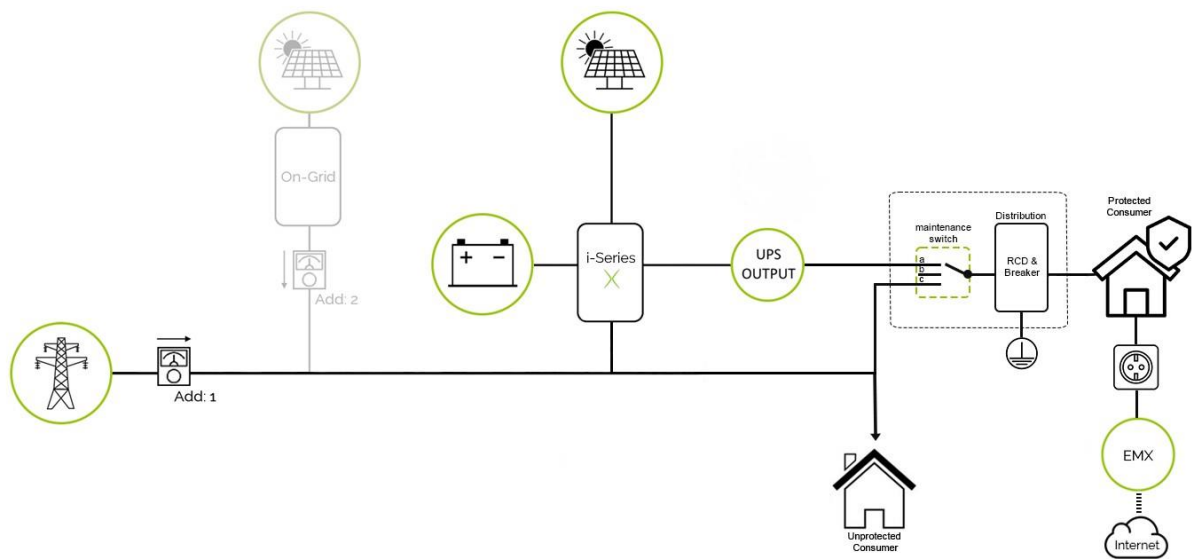 On-Grid
Add: 2
i-Series
X
UPS
OUTPUT
maintenance
switch
a
b
c
Distribution
RCD &
Breaker
Protected
Consumer
Add: 1
Unprotected
Consumer
EMX
Internet